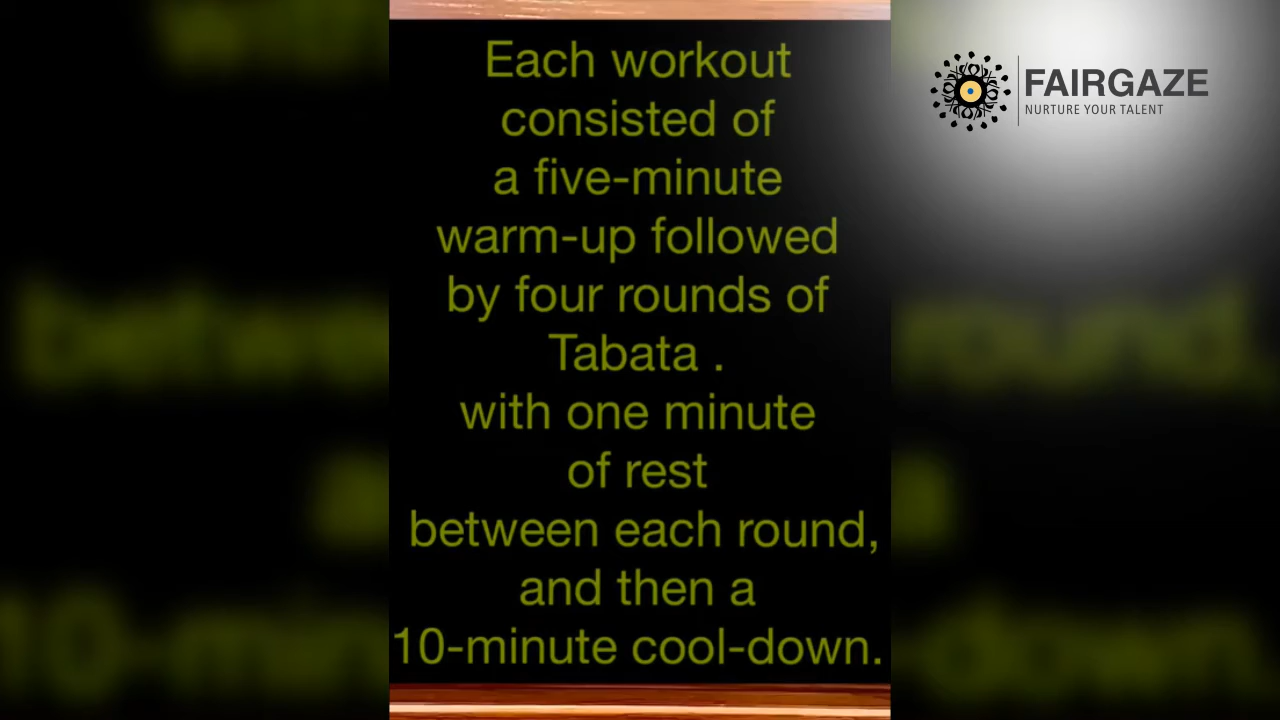 Each workout
consisted of
a five-minute
warm-up followed
by four rounds of
Tabata .
with one minute
of rest
between each round,
and then a
10-minute cool-down.
FAIRGAZE
NURTURE YOUR TALENT